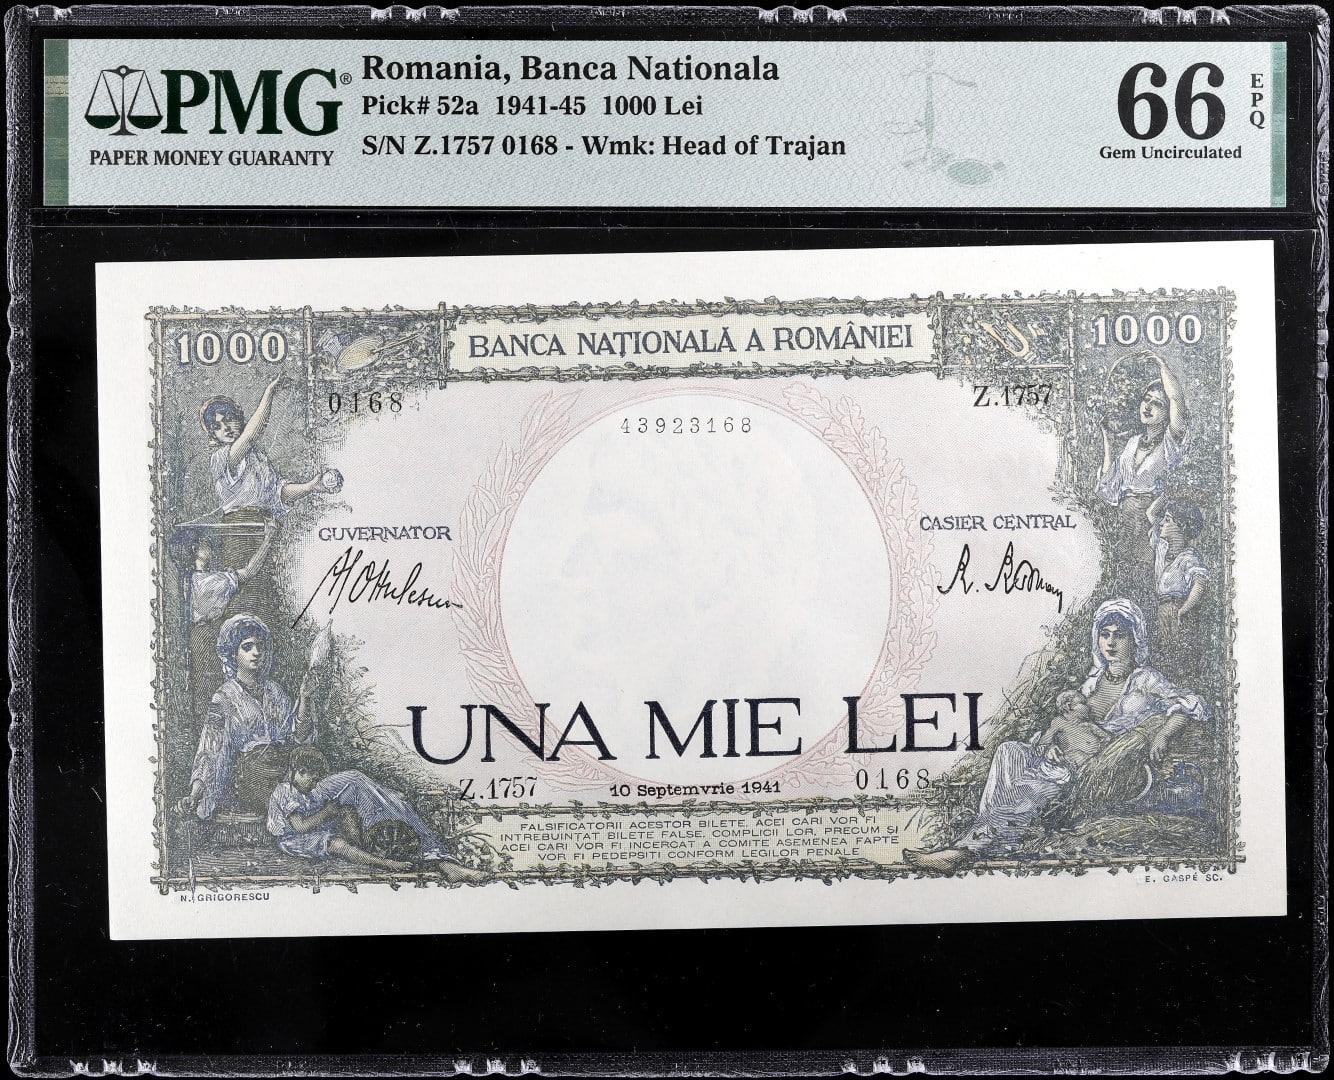 PMG®
PAPER MONEY GUARANTY
Romania, Banca Nationala
Pick# 52a 1941-45 1000 Lei
S/N Z.1757 0168 - Wmk: Head of Trajan
66 EPQ
Gem Uncirculated
1000
BANCA NAȚIONALĂ A ROMÂNIEI
1000
0168
Z.1757
43923168
GUVERNATOR
CASIER CENTRAL
UNA MIE LEI
Z.1757
10 Septemvrie 1941
0168
FALSIFICATORII ACESTOR BILETE, ACEI CARI VOR FI
INTREBUINȚAT BILETE FALSE, COMPLICII LOR, PRECUM ȘI
ACEI CARI VOR FI INCERCAT A COMITE ASEMENEA FAPTE
VOR FI PEDEPSIȚI CONFORM LEGILOR PENALE
N. GRIGORESCU
E. GASPÉ SC.